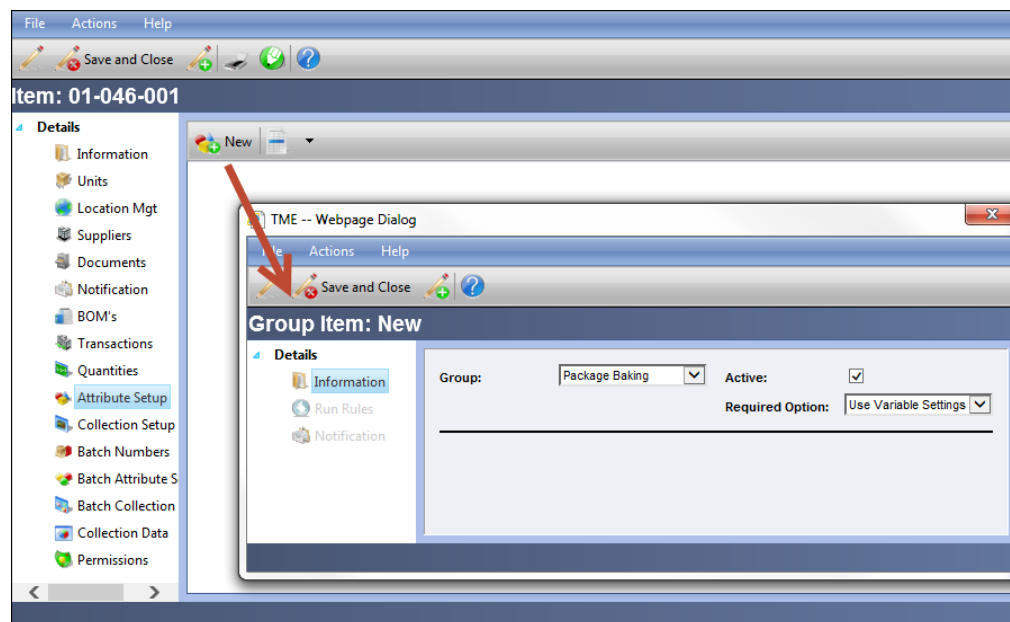 File Actions Help
Save and Close
Item: 01-046-001
Details
Information
Units
Location Mgt
Suppliers
Documents
Notification
BOM's
Transactions
Quantities
Attribute Setup
Collection Setup
Batch Numbers
Batch Attribute S
Batch Collection
Collection Data
Permissions
New
TME -- Webpage Dialog
File Actions Help
Save and Close
Group Item: New
Details
Information
Run Rules
Notification
Group: Package Baking Active:
Required Option: Use Variable Settings